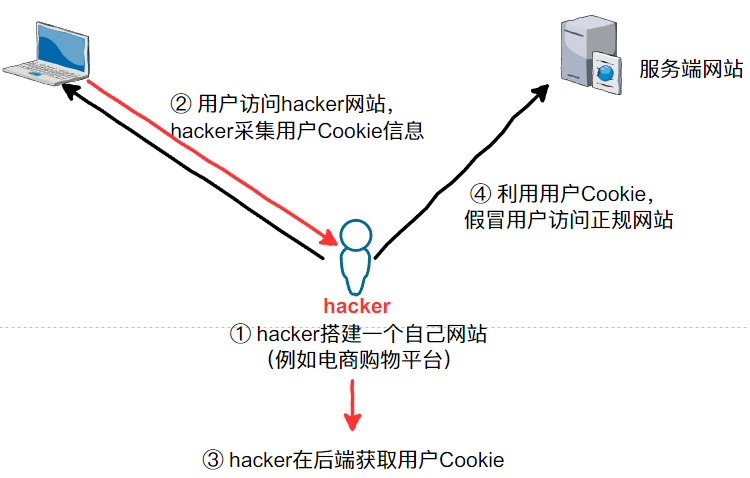 服务端网站
② 用户访问hacker网站,
hacker采集用户Cookie信息
④ 利用用户Cookie,
假冒用户访问正规网站
hacker
① hacker搭建一个自己网站
(例如电商购物平台)
③ hacker在后端获取用户Cookie